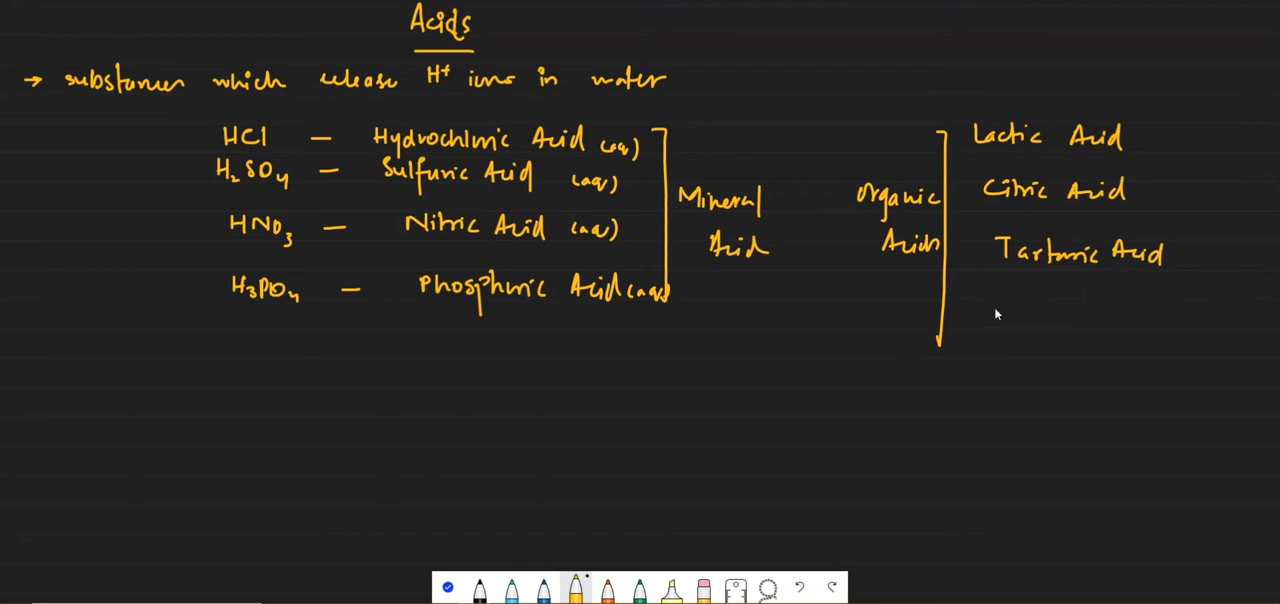 Acids
→ substances which release H⁺ ions in water
HCl — Hydrochloric Acid (aq)
H₂SO₄ — Sulfuric Acid (aq)
HNO₃ — Nitric Acid (aq)
H₃PO₄ — Phosphoric Acid (aq)
Mineral
Acid
Organic
Acids
Lactic Acid
Citric Acid
Tartaric Acid